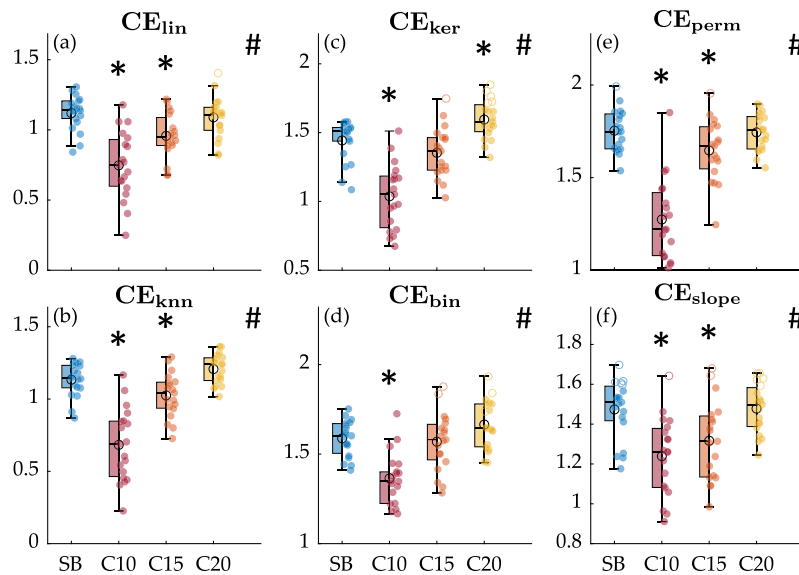 CE_lin
(a)
#
*
*
1.5
1
0.5
0
CE_ker
(c)
#
*
*
2
1.5
1
0.5
CE_perm
(e)
#
*
*
2
1.5
1
CE_knn
(b)
#
*
*
1.5
1
0.5
0
SB C10 C15 C20
CE_bin
(d)
#
*
2
1.5
1
SB C10 C15 C20
CE_slope
(f)
#
*
*
1.8
1.6
1.4
1.2
1
0.8
SB C10 C15 C20